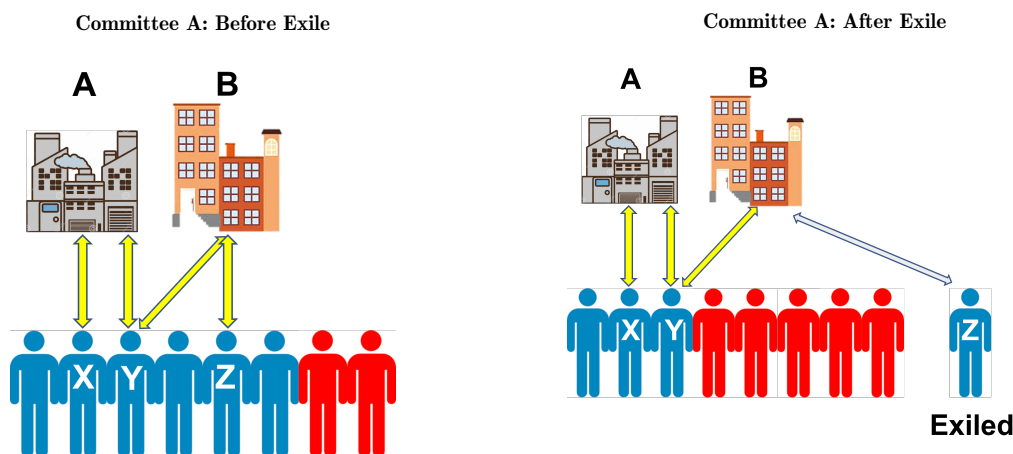 Committee A: Before Exile
A B
X Y Z
Committee A: After Exile
A B
X Y Z
Exiled